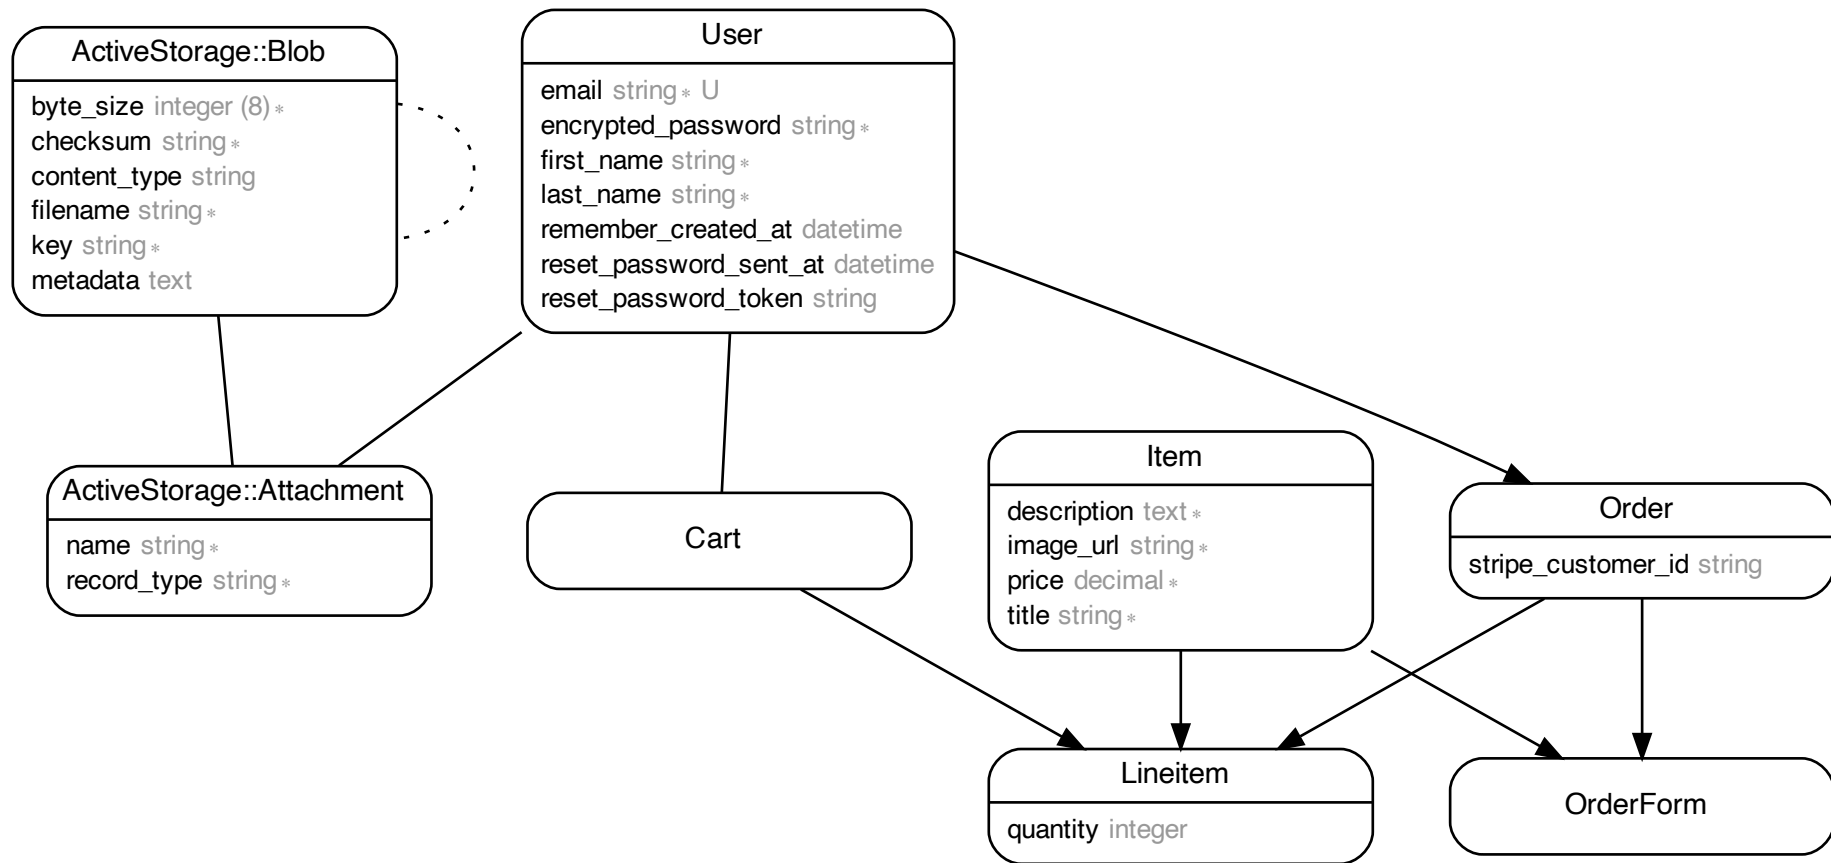 ActiveStorage::Blob
byte_size integer (8) *
checksum string *
content_type string
filename string *
key string *
metadata text
User
email string * U
encrypted_password string *
first_name string *
last_name string *
remember_created_at datetime
reset_password_sent_at datetime
reset_password_token string
ActiveStorage::Attachment
name string *
record_type string *
Cart
Item
description text *
image_url string *
price decimal *
title string *
Order
stripe_customer_id string
Lineitem
quantity integer
OrderForm